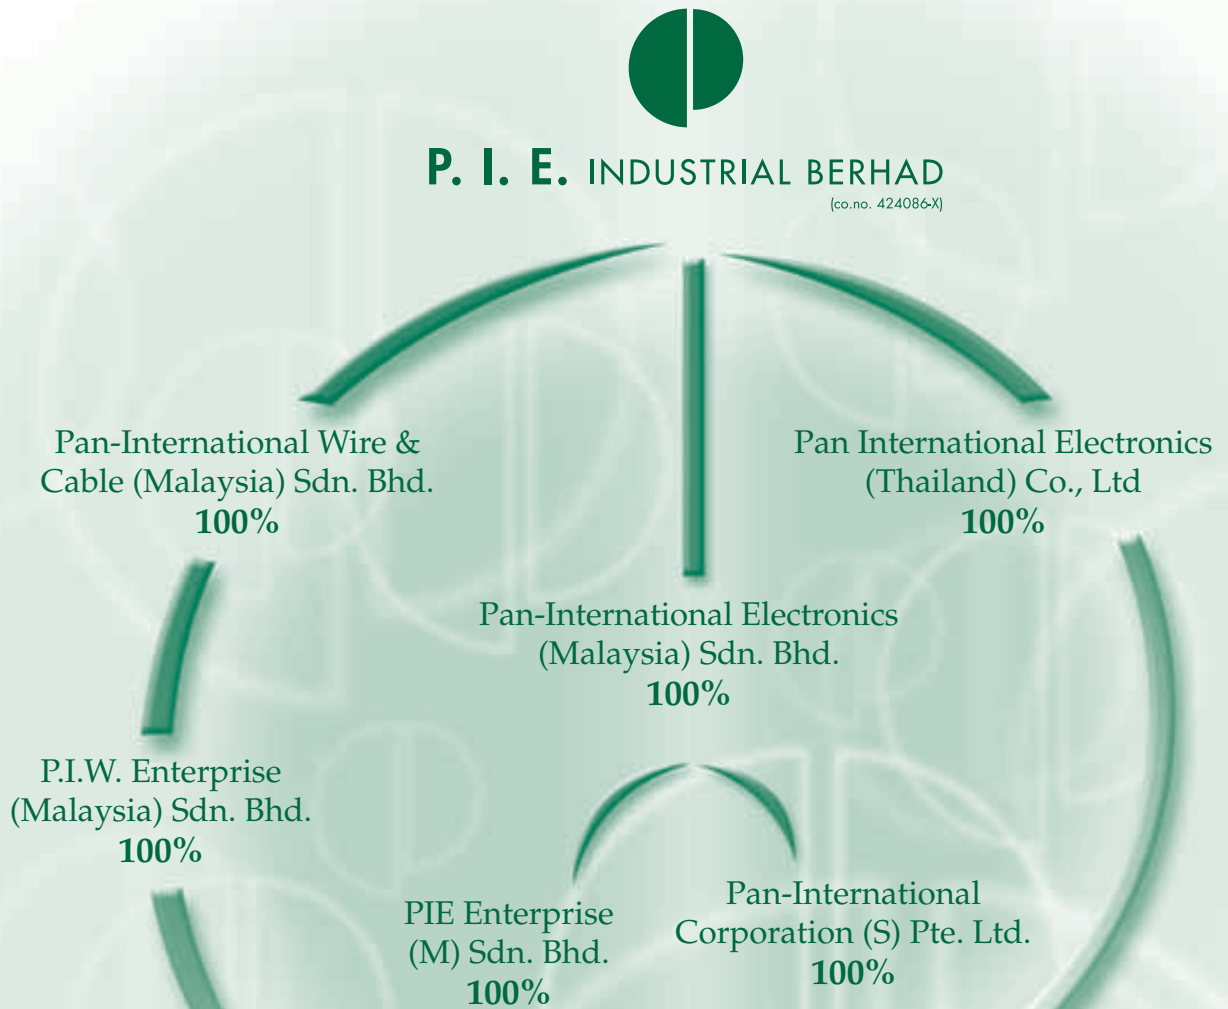 P. I. E. INDUSTRIAL BERHAD
(co.no. 424086-X)
Pan-International Wire &
Cable (Malaysia) Sdn. Bhd.
100%
Pan International Electronics
(Thailand) Co., Ltd
100%
Pan-International Electronics
(Malaysia) Sdn. Bhd.
100%
P.I.W. Enterprise
(Malaysia) Sdn. Bhd.
100%
PIE Enterprise
(M) Sdn. Bhd.
100%
Pan-International
Corporation (S) Pte. Ltd.
100%